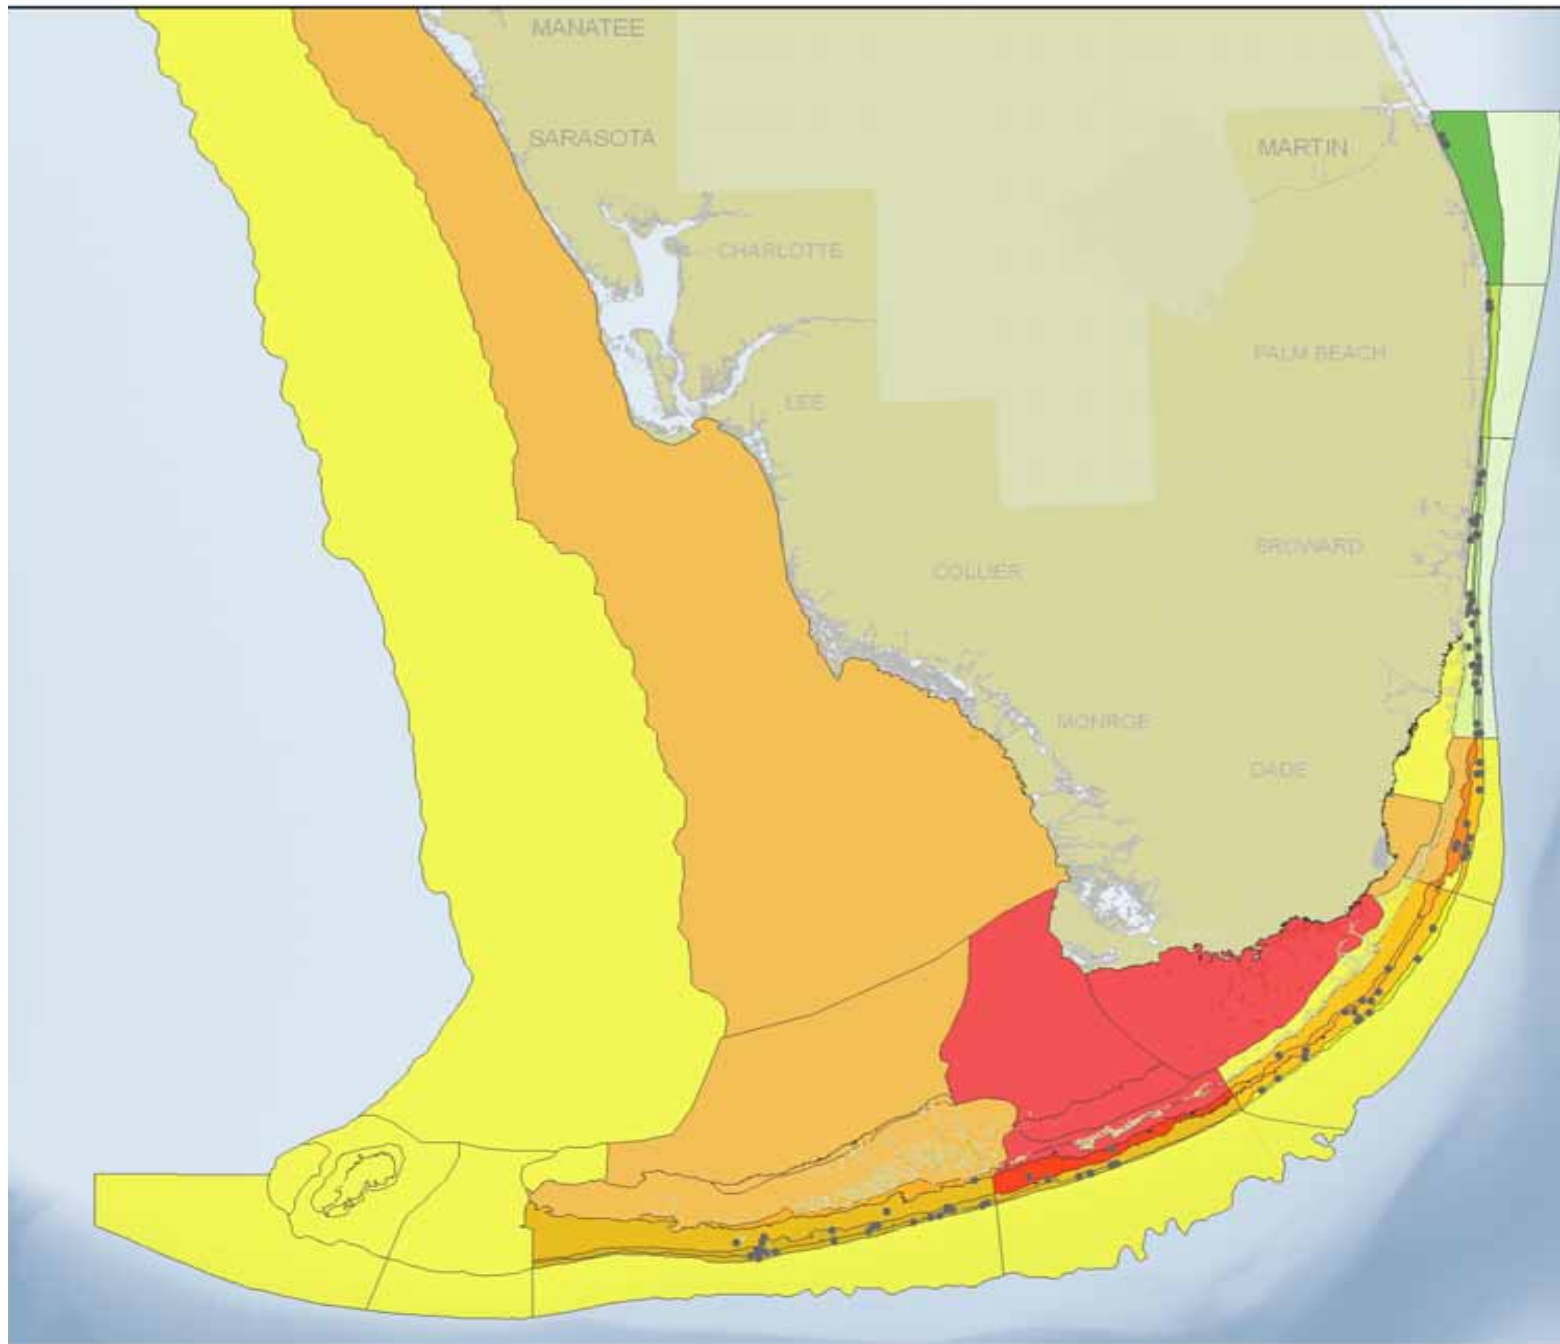 MANATEE
SARASOTA
MARTIN
CHARLOTTE
PALM BEACH
LEE
BROWARD
COLLIER
MONROE
DADE